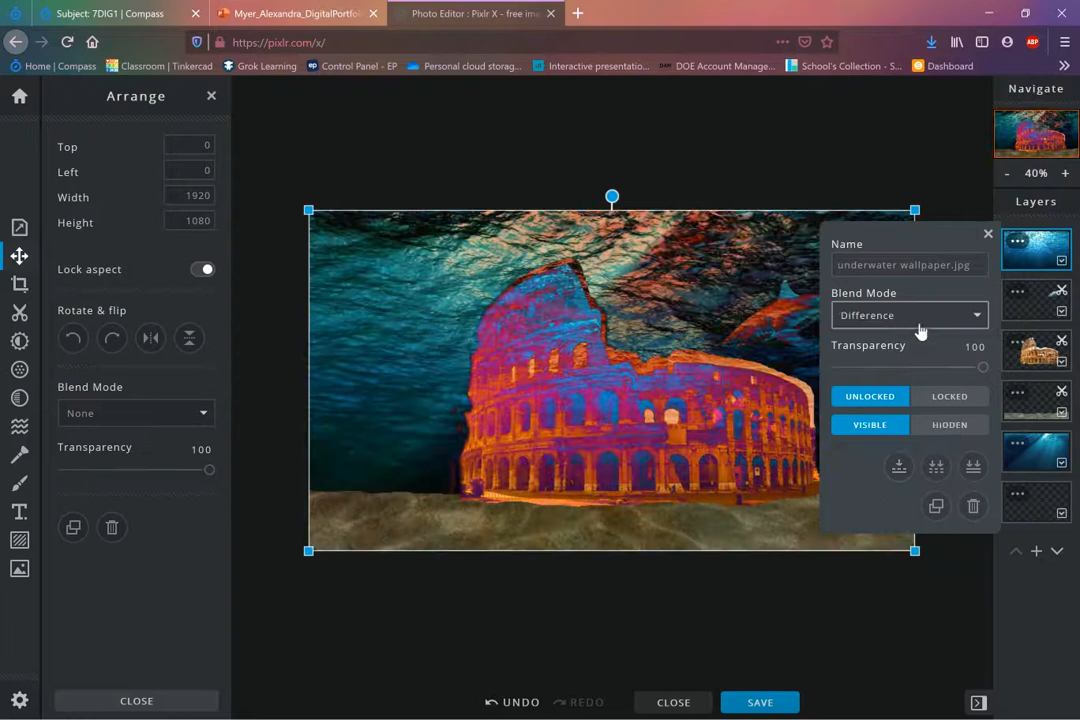 Subject: 7DIG1 | Compass
Myer_Alexandra_DigitalPortfoli
Photo Editor : Pixlr X - free ima
https://pixlr.com/x/
ABP
Home | Compass
Classroom | Tinkercad
Grok Learning
ep Control Panel - EP
Personal cloud storag...
Interactive presentatio...
DOE Account Manage...
School's Collection - S...
Dashboard
Arrange
Navigate
Top 0
Left 0
Width 1920
Height 1080
- 40% +
Layers
Lock aspect
Name
underwater wallpaper.jpg
Blend Mode
Difference
Rotate & flip
Transparency 100
Blend Mode
None
UNLOCKED LOCKED
VISIBLE HIDDEN
Transparency 100
T
CLOSE
UNDO REDO CLOSE SAVE